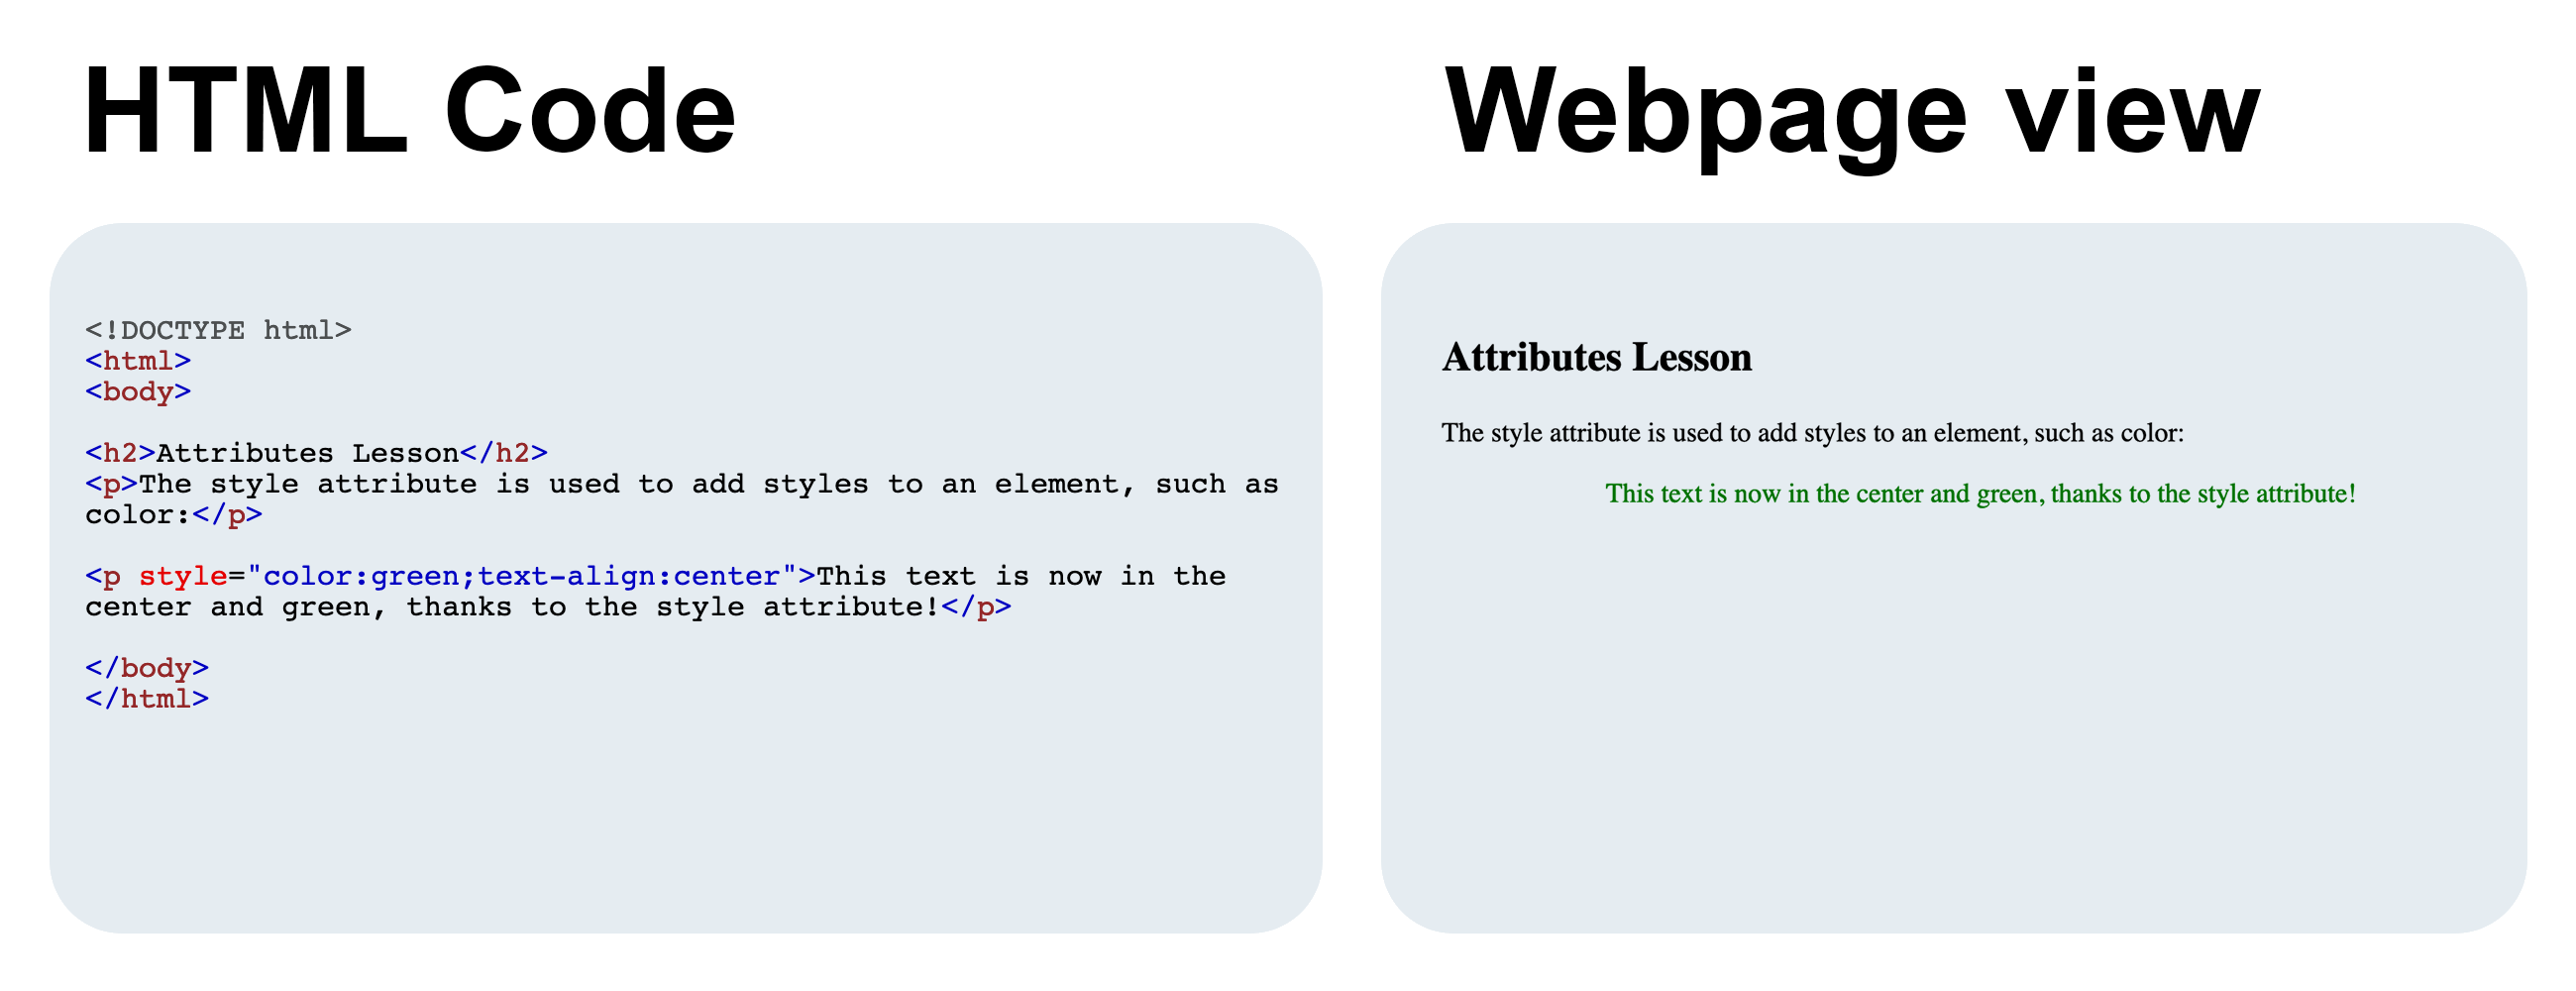 HTML Code
Webpage view
<!DOCTYPE html>
<html>
<body>
<h2>Attributes Lesson</h2>
<p>The style attribute is used to add styles to an element, such as
color:</p>
<p style="color:green;text-align:center">This text is now in the
center and green, thanks to the style attribute!</p>
</body>
</html>
Attributes Lesson
The style attribute is used to add styles to an element, such as color:
This text is now in the center and green, thanks to the style attribute!